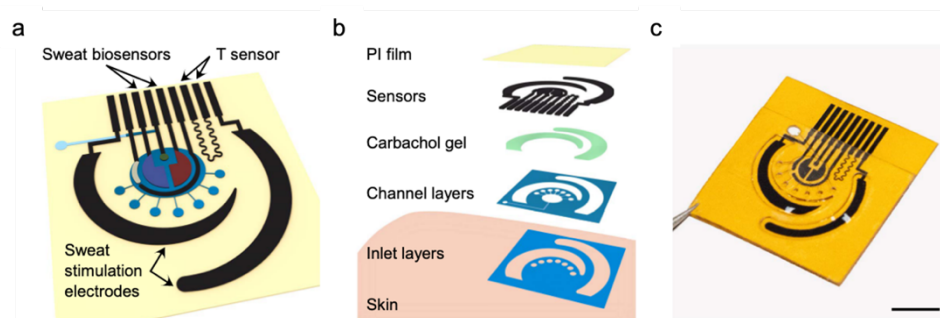 a
Sweat biosensors
T sensor
Sweat
stimulation
electrodes
b
PI film
Sensors
Carbachol gel
Channel layers
Inlet layers
Skin
c